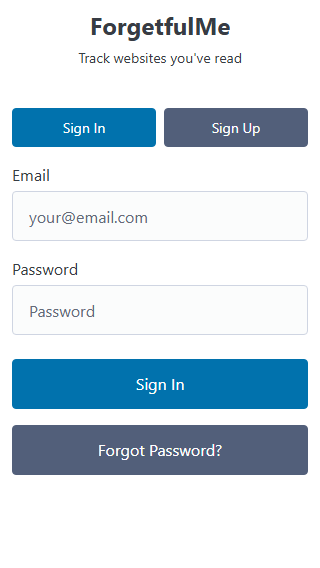 ForgetfulMe
Track websites you've read
Sign In Sign Up
Email
your@email.com
Password
Password
Sign In
Forgot Password?